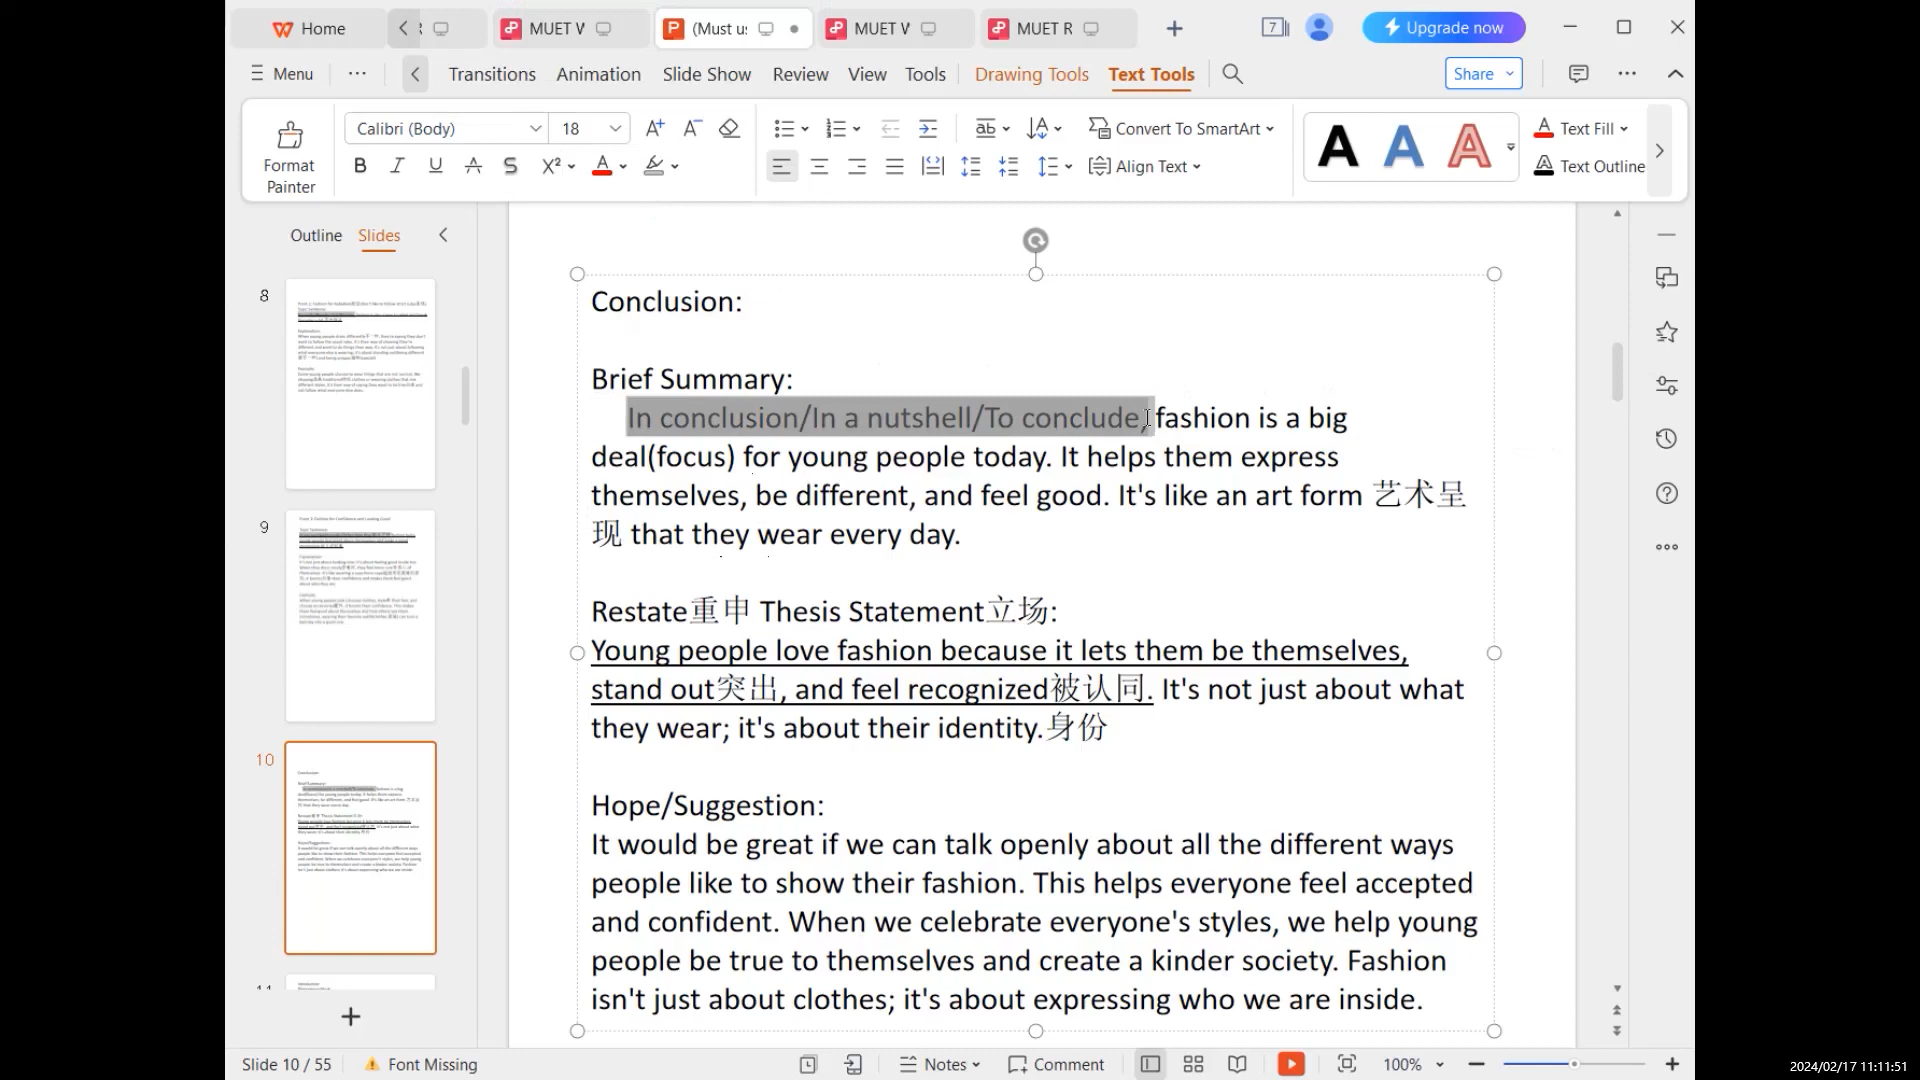 Home
MUET W
(Must us
MUET W
MUET R
7
Upgrade now
Menu
Transitions
Animation
Slide Show
Review
View
Tools
Drawing Tools
Text Tools
Share
Format
Painter
Calibri (Body)
18
Convert To SmartArt
Align Text
Text Fill
Text Outline
Outline
Slides
8
9
10
Conclusion:
Brief Summary:
In conclusion/In a nutshell/To conclude, fashion is a big
deal(focus) for young people today. It helps them express
themselves, be different, and feel good. It's like an art form 艺术呈
现 that they wear every day.
Restate重申 Thesis Statement立场:
Young people love fashion because it lets them be themselves,
stand out突出, and feel recognized被认同. It's not just about what
they wear; it's about their identity.身份
Hope/Suggestion:
It would be great if we can talk openly about all the different ways
people like to show their fashion. This helps everyone feel accepted
and confident. When we celebrate everyone's styles, we help young
people be true to themselves and create a kinder society. Fashion
isn't just about clothes; it's about expressing who we are inside.
Slide 10 / 55
Font Missing
Notes
Comment
100%
2024/02/17 11:11:51